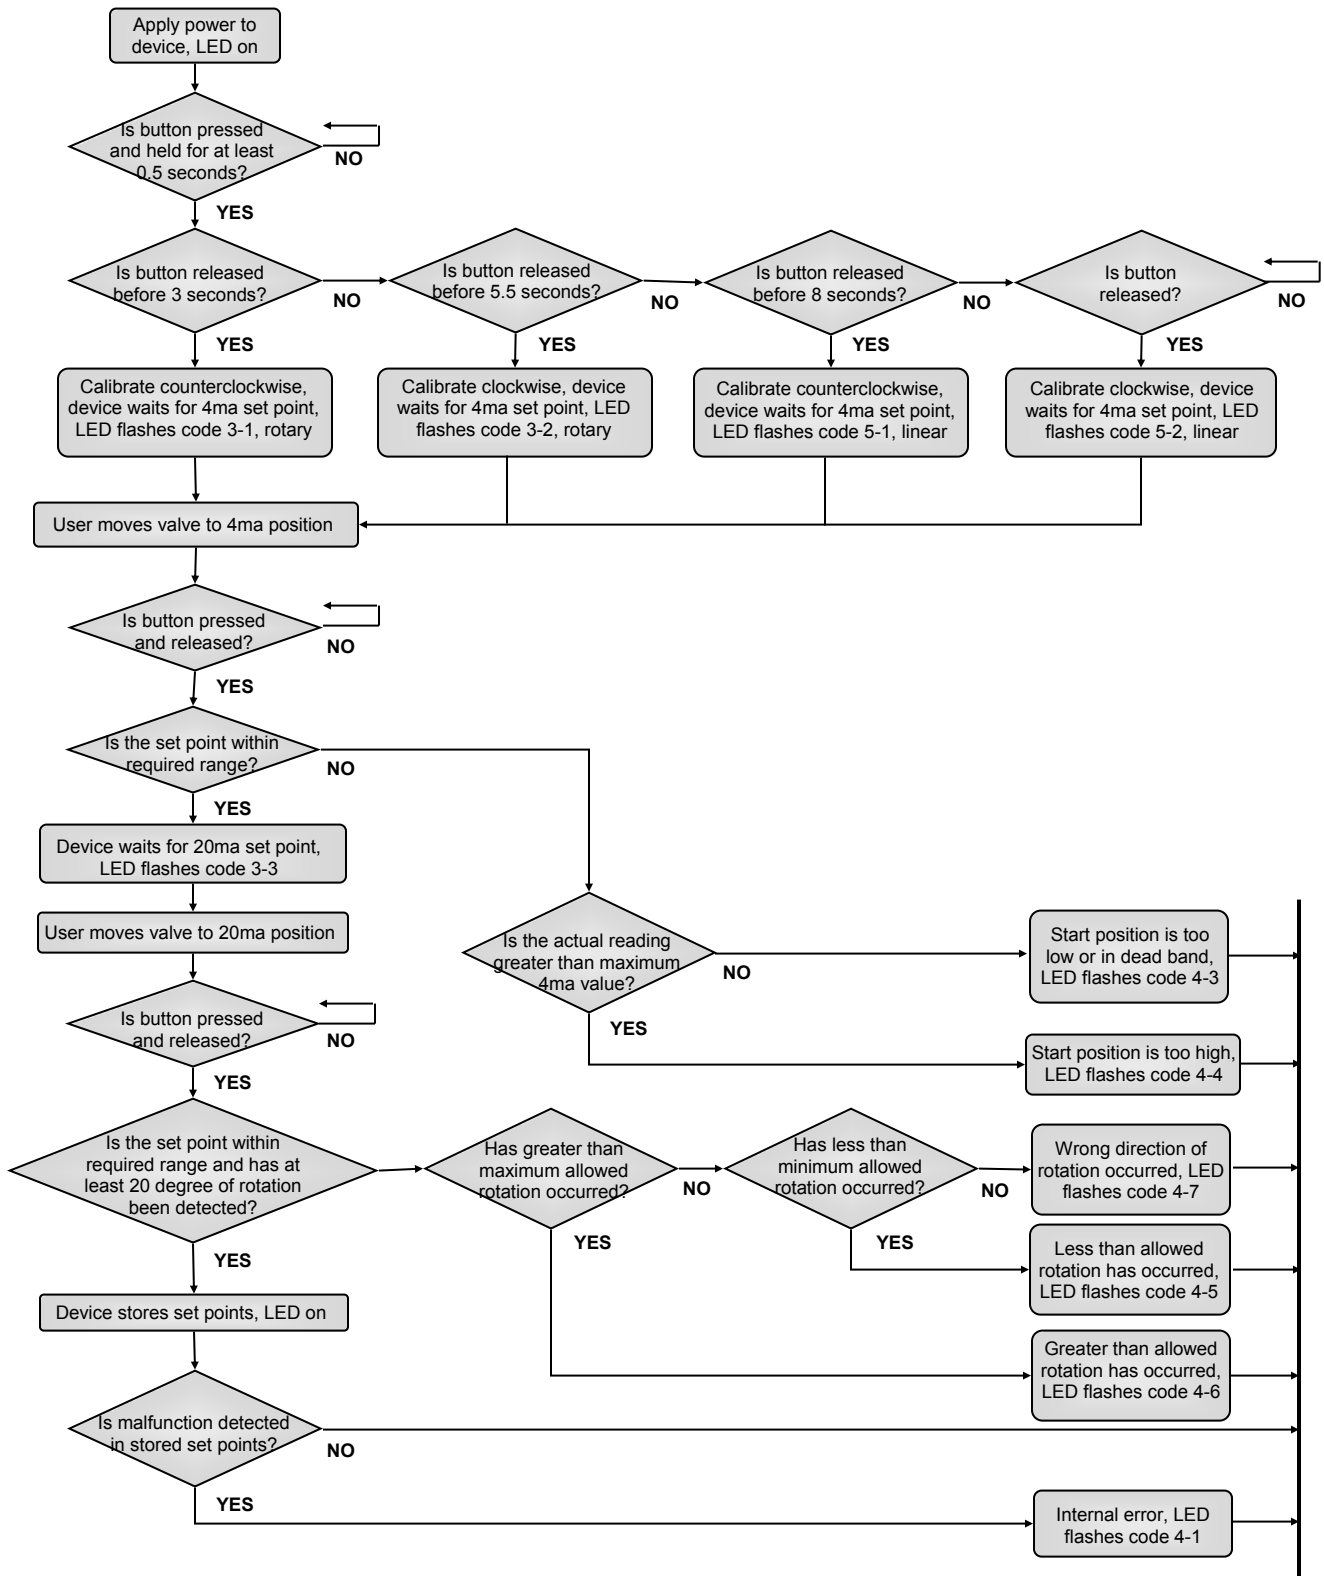 Apply power to
device, LED on
Is button pressed
and held for at least
0.5 seconds?
NO
YES
Is button released
before 3 seconds?
NO
YES
Is button released
before 5.5 seconds?
NO
YES
Is button released
before 8 seconds?
NO
YES
Is button
released?
NO
YES
Calibrate counterclockwise,
device waits for 4ma set point,
LED flashes code 3-1, rotary
Calibrate clockwise, device
waits for 4ma set point, LED
flashes code 3-2, rotary
Calibrate counterclockwise,
device waits for 4ma set point,
LED flashes code 5-1, linear
Calibrate clockwise, device
waits for 4ma set point, LED
flashes code 5-2, linear
User moves valve to 4ma position
Is button pressed
and released?
NO
YES
Is the set point within
required range?
NO
YES
Device waits for 20ma set point,
LED flashes code 3-3
User moves valve to 20ma position
Is the actual reading
greater than maximum
4ma value?
NO
YES
Start position is too
low or in dead band,
LED flashes code 4-3
Start position is too high,
LED flashes code 4-4
Is button pressed
and released?
NO
YES
Is the set point within
required range and has at
least 20 degree of rotation
been detected?
YES
Has greater than
maximum allowed
rotation occurred?
NO
YES
Has less than
minimum allowed
rotation occurred?
NO
YES
Wrong direction of
rotation occurred, LED
flashes code 4-7
Less than allowed
rotation has occurred,
LED flashes code 4-5
Greater than allowed
rotation has occurred,
LED flashes code 4-6
Device stores set points, LED on
Is malfunction detected
in stored set points?
NO
YES
Internal error, LED
flashes code 4-1